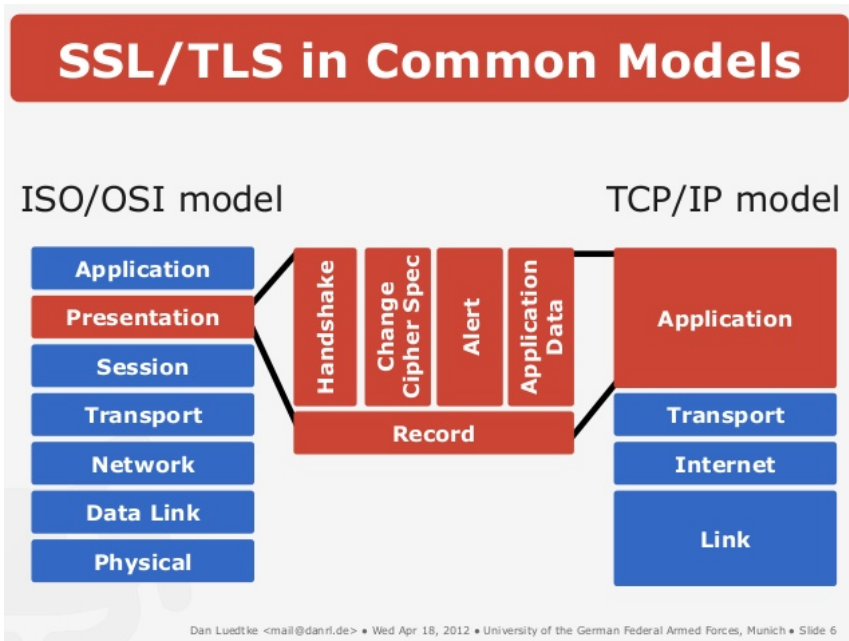 SSL/TLS in Common Models
ISO/OSI model
TCP/IP model
Application
Presentation
Session
Transport
Network
Data Link
Physical
Handshake
Change
Cipher Spec
Alert
Application
Data
Record
Application
Transport
Internet
Link
Dan Luedtke <mail@danrl.de> • Wed Apr 18, 2012 • University of the German Federal Armed Forces, Munich • Slide 6